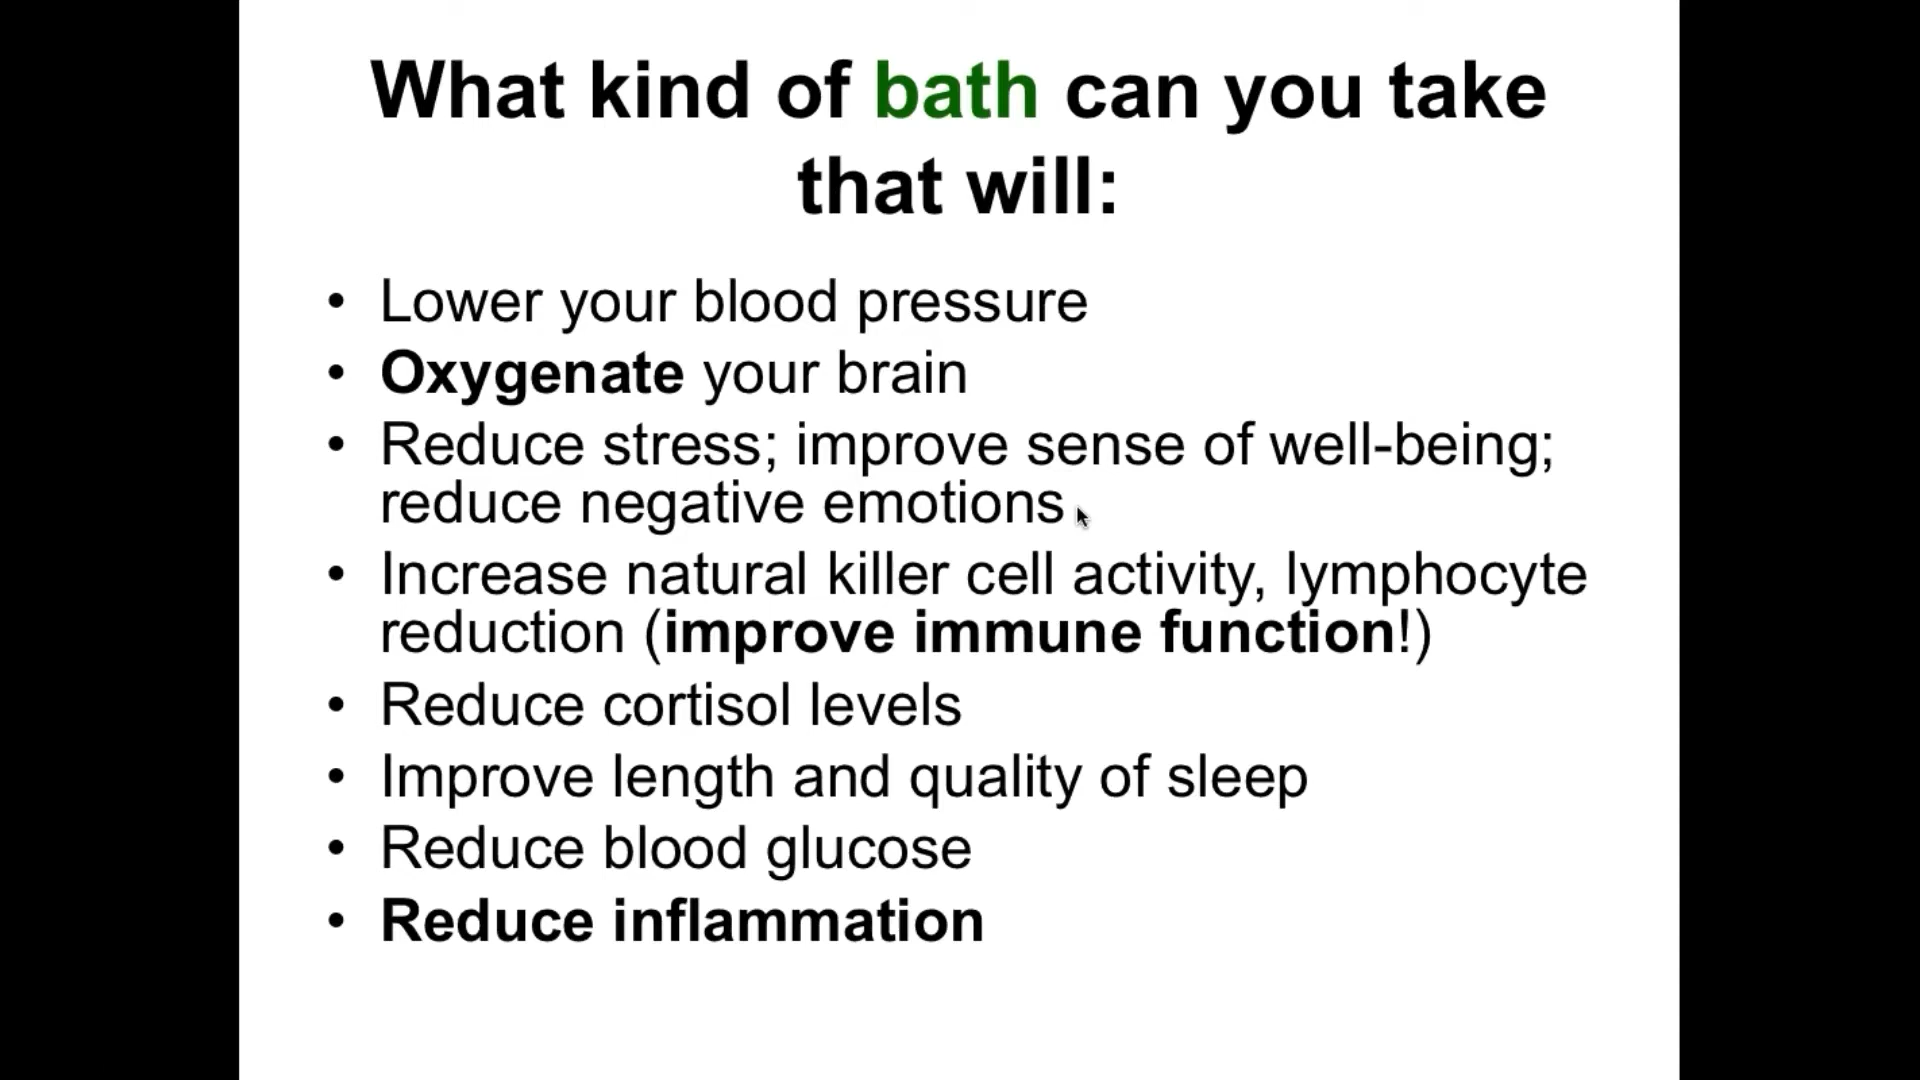 What kind of bath can you take
that will:
• Lower your blood pressure
• Oxygenate your brain
• Reduce stress; improve sense of well-being;
reduce negative emotions
• Increase natural killer cell activity, lymphocyte
reduction (improve immune function!)
• Reduce cortisol levels
• Improve length and quality of sleep
• Reduce blood glucose
• Reduce inflammation